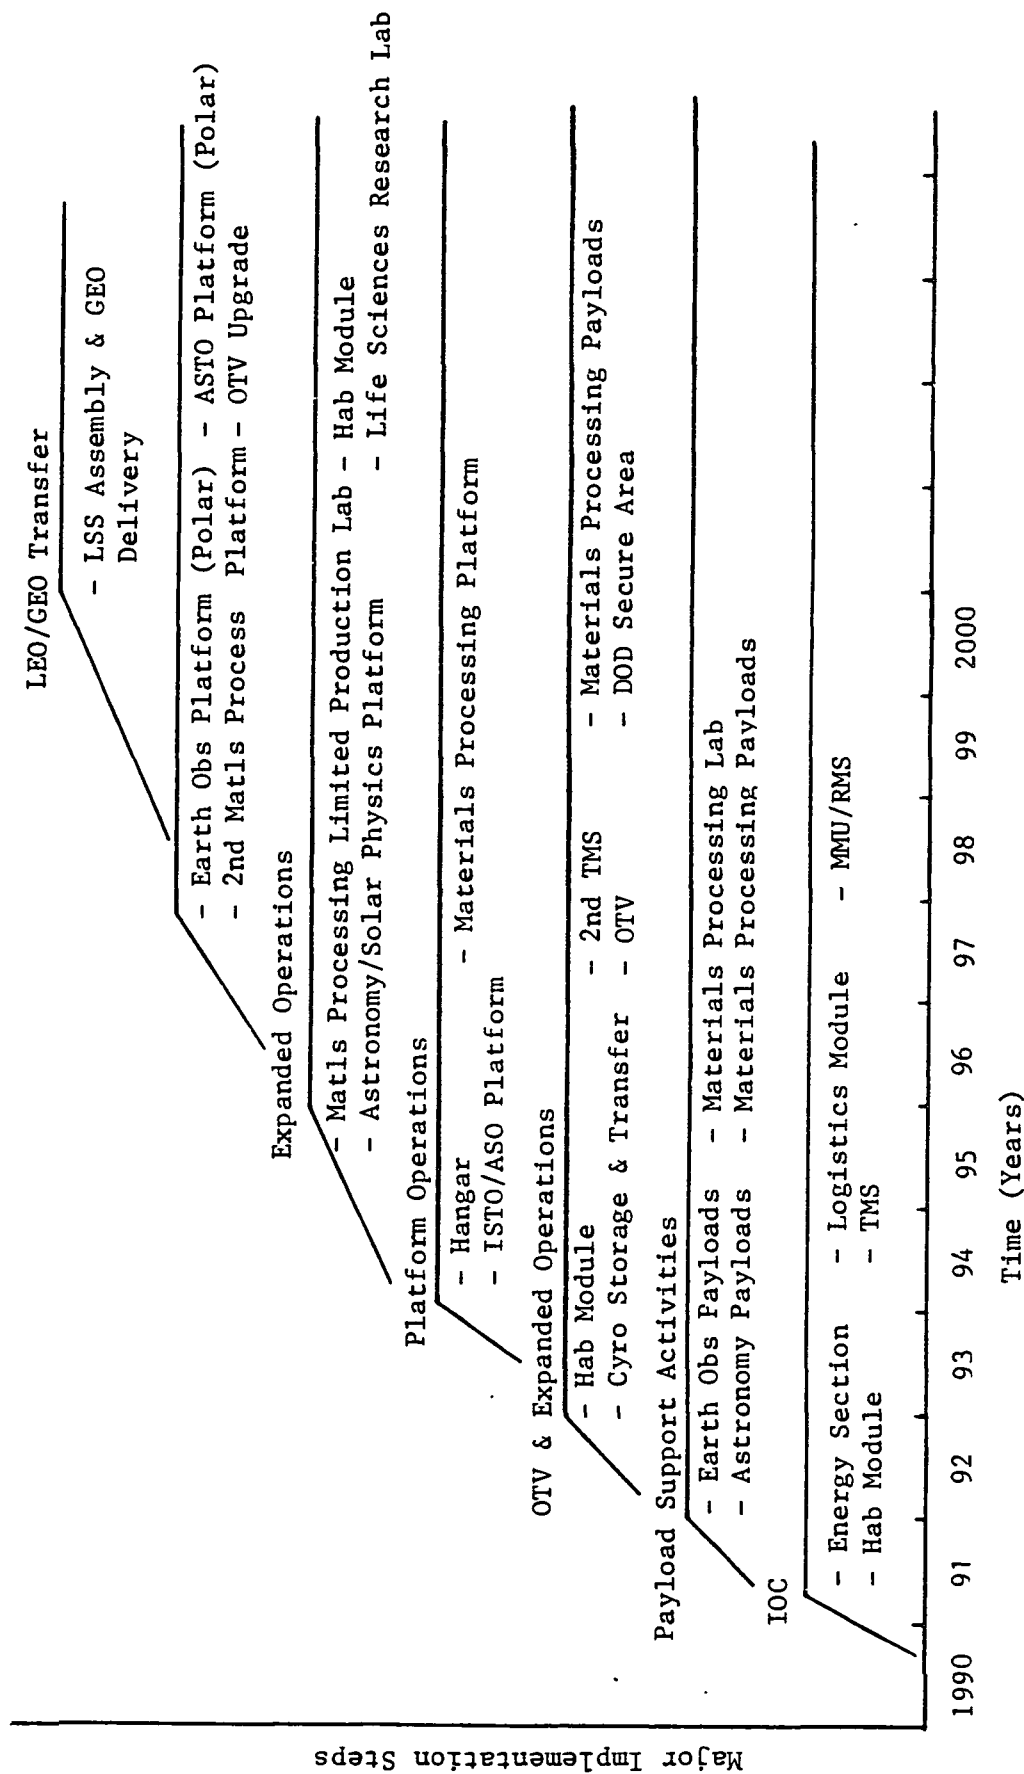 Major Implementation Steps
LEO/GEO Transfer
- LSS Assembly & GEO
Delivery
- Earth Obs Platform (Polar) - ASTO Platform (Polar)
- 2nd Matls Process Platform - OTV Upgrade
Expanded Operations
- Matls Processing Limited Production Lab - Hab Module
- Astronomy/Solar Physics Platform - Life Sciences Research Lab
Platform Operations
- Hangar - Materials Processing Platform
- ISTO/ASO Platform
OTV & Expanded Operations
- Hab Module - 2nd TMS - Materials Processing Payloads
- Cyro Storage & Transfer - OTV - DOD Secure Area
Payload Support Activities
- Earth Obs Payloads - Materials Processing Lab
- Astronomy Payloads - Materials Processing Payloads
IOC
- Energy Section - Logistics Module - MMU/RMS
- Hab Module - TMS
1990 91 92 93 94 95 96 97 98 99 2000
Time (Years)